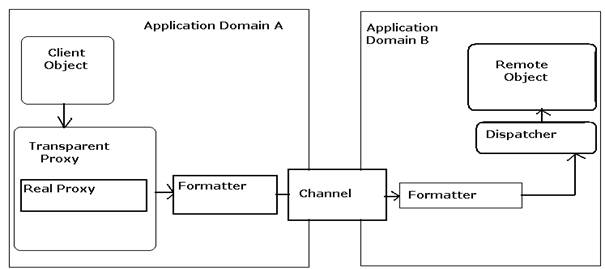 Application Domain A
Client
Object
Transparent
Proxy
Real Proxy
Formatter
Channel
Application
Domain B
Remote
Object
Dispatcher
Formatter